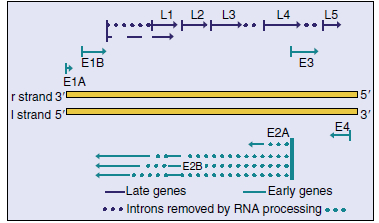 L1 L2 L3 L4 L5
E1B E3
E1A
r strand 3' 5'
l strand 5' 3'
E2A E4
E2B
Late genes Early genes
Introns removed by RNA processing